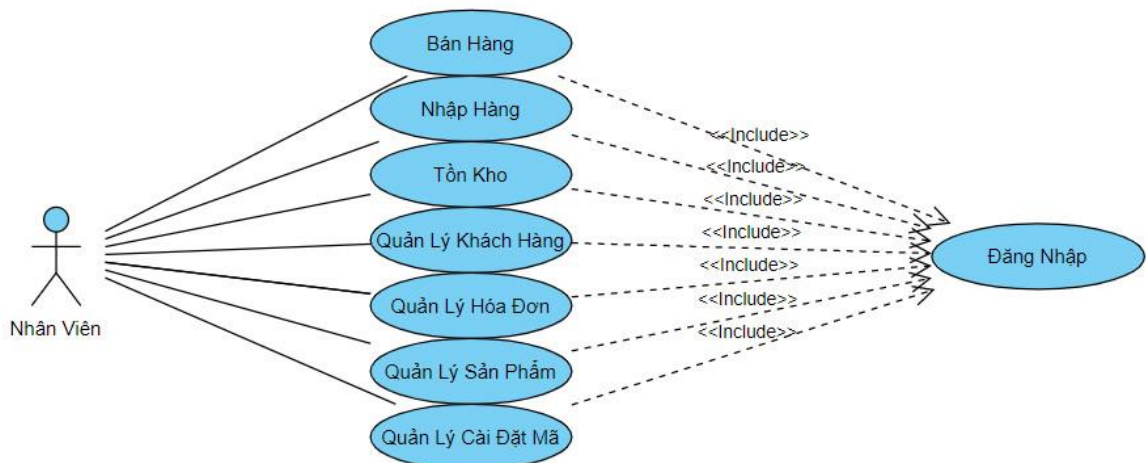 Bán Hàng
Nhập Hàng
Tồn Kho
Quản Lý Khách Hàng
Quản Lý Hóa Đơn
Quản Lý Sản Phẩm
Quản Lý Cài Đặt Mã
Nhân Viên
<<Include>>
<<Include>>
<<Include>>
<<Include>>
<<Include>>
<<Include>>
<<Include>>
Đăng Nhập